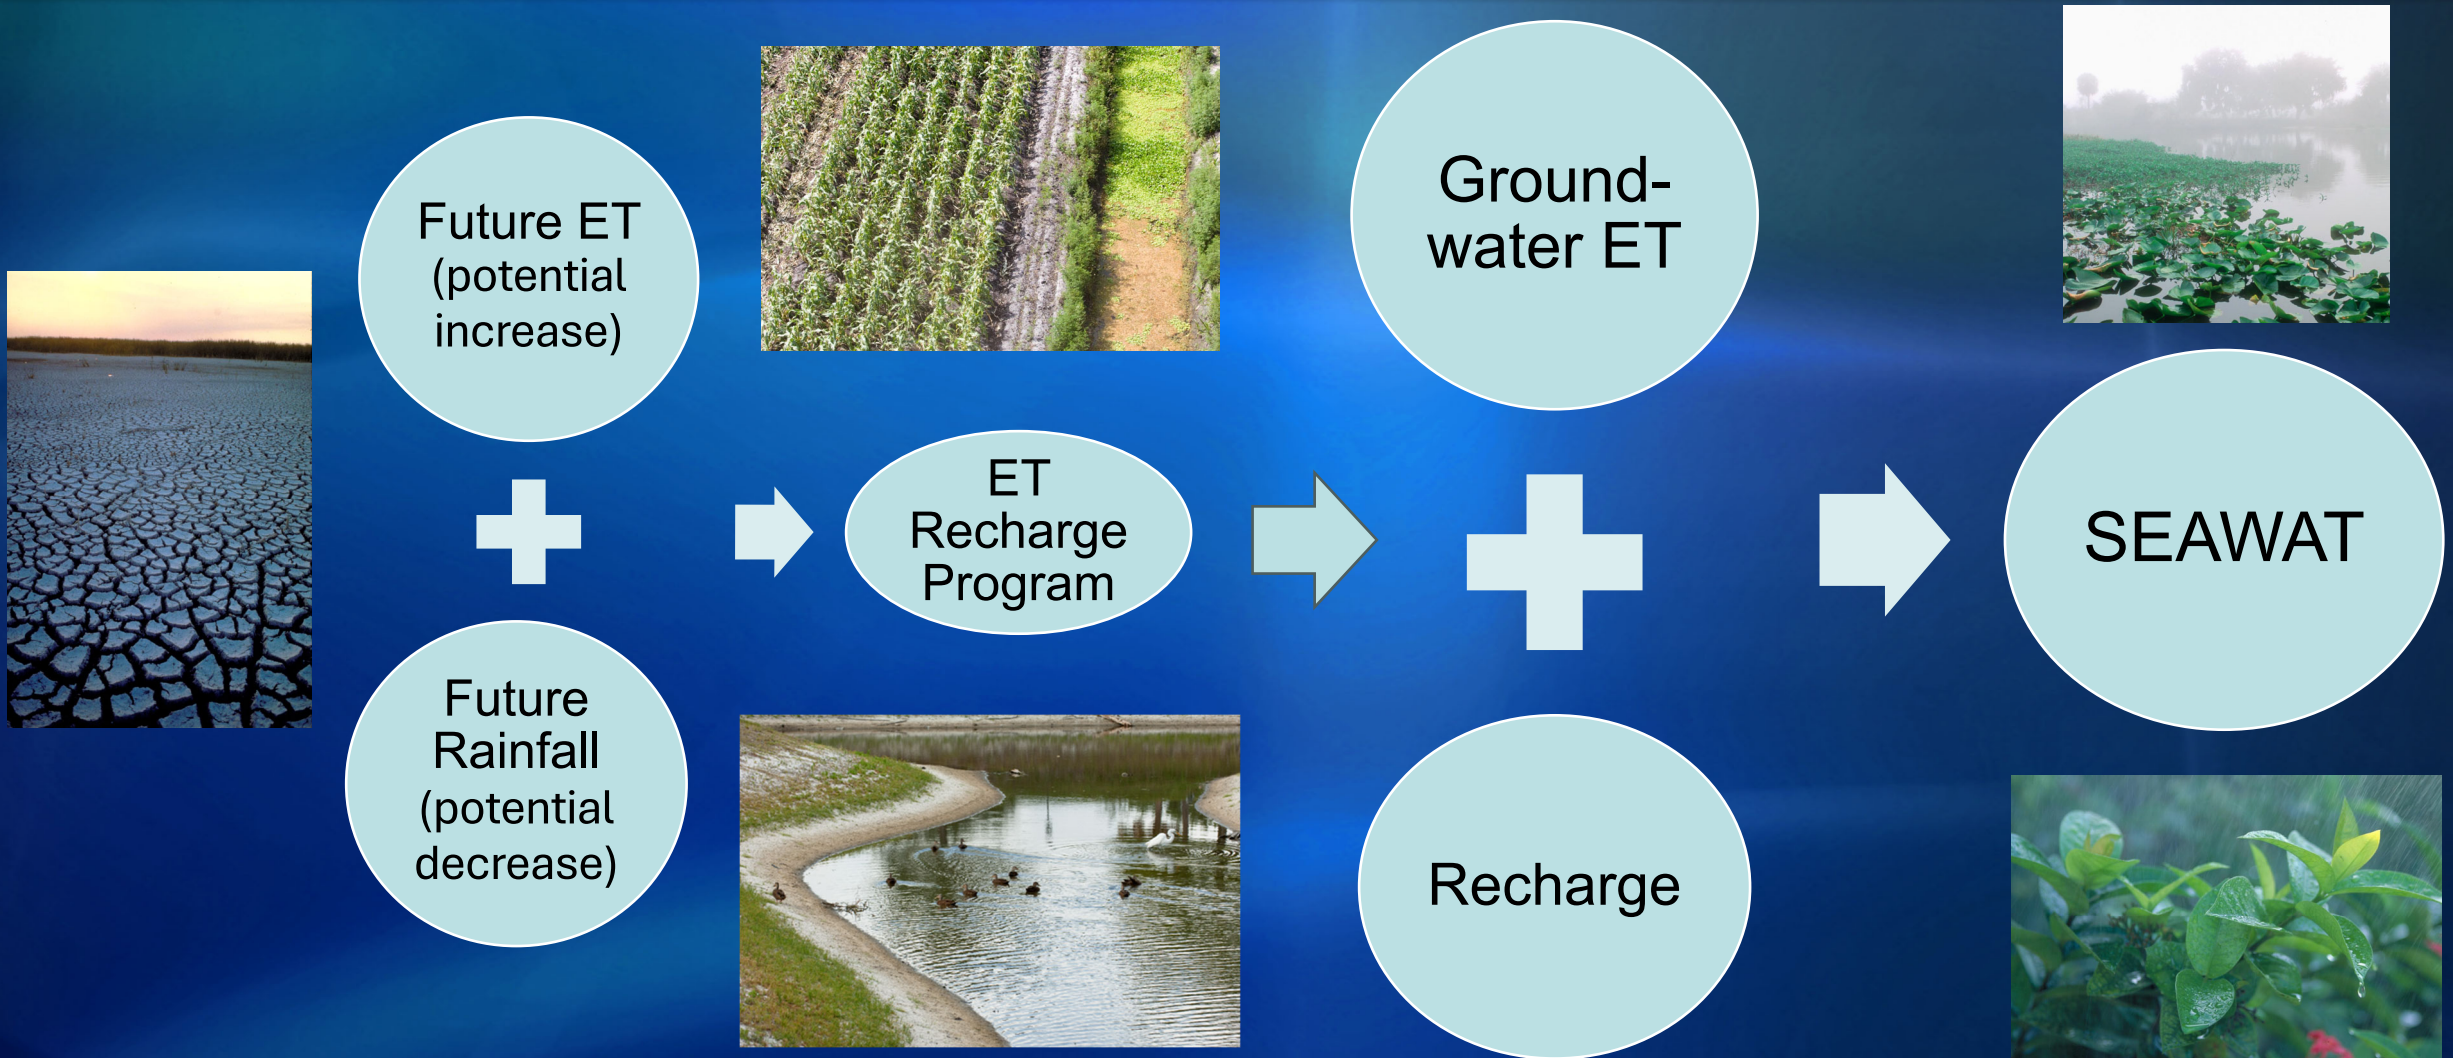 Future ET
(potential
increase)
Future
Rainfall
(potential
decrease)
ET
Recharge
Program
Ground-
water ET
Recharge
SEAWAT